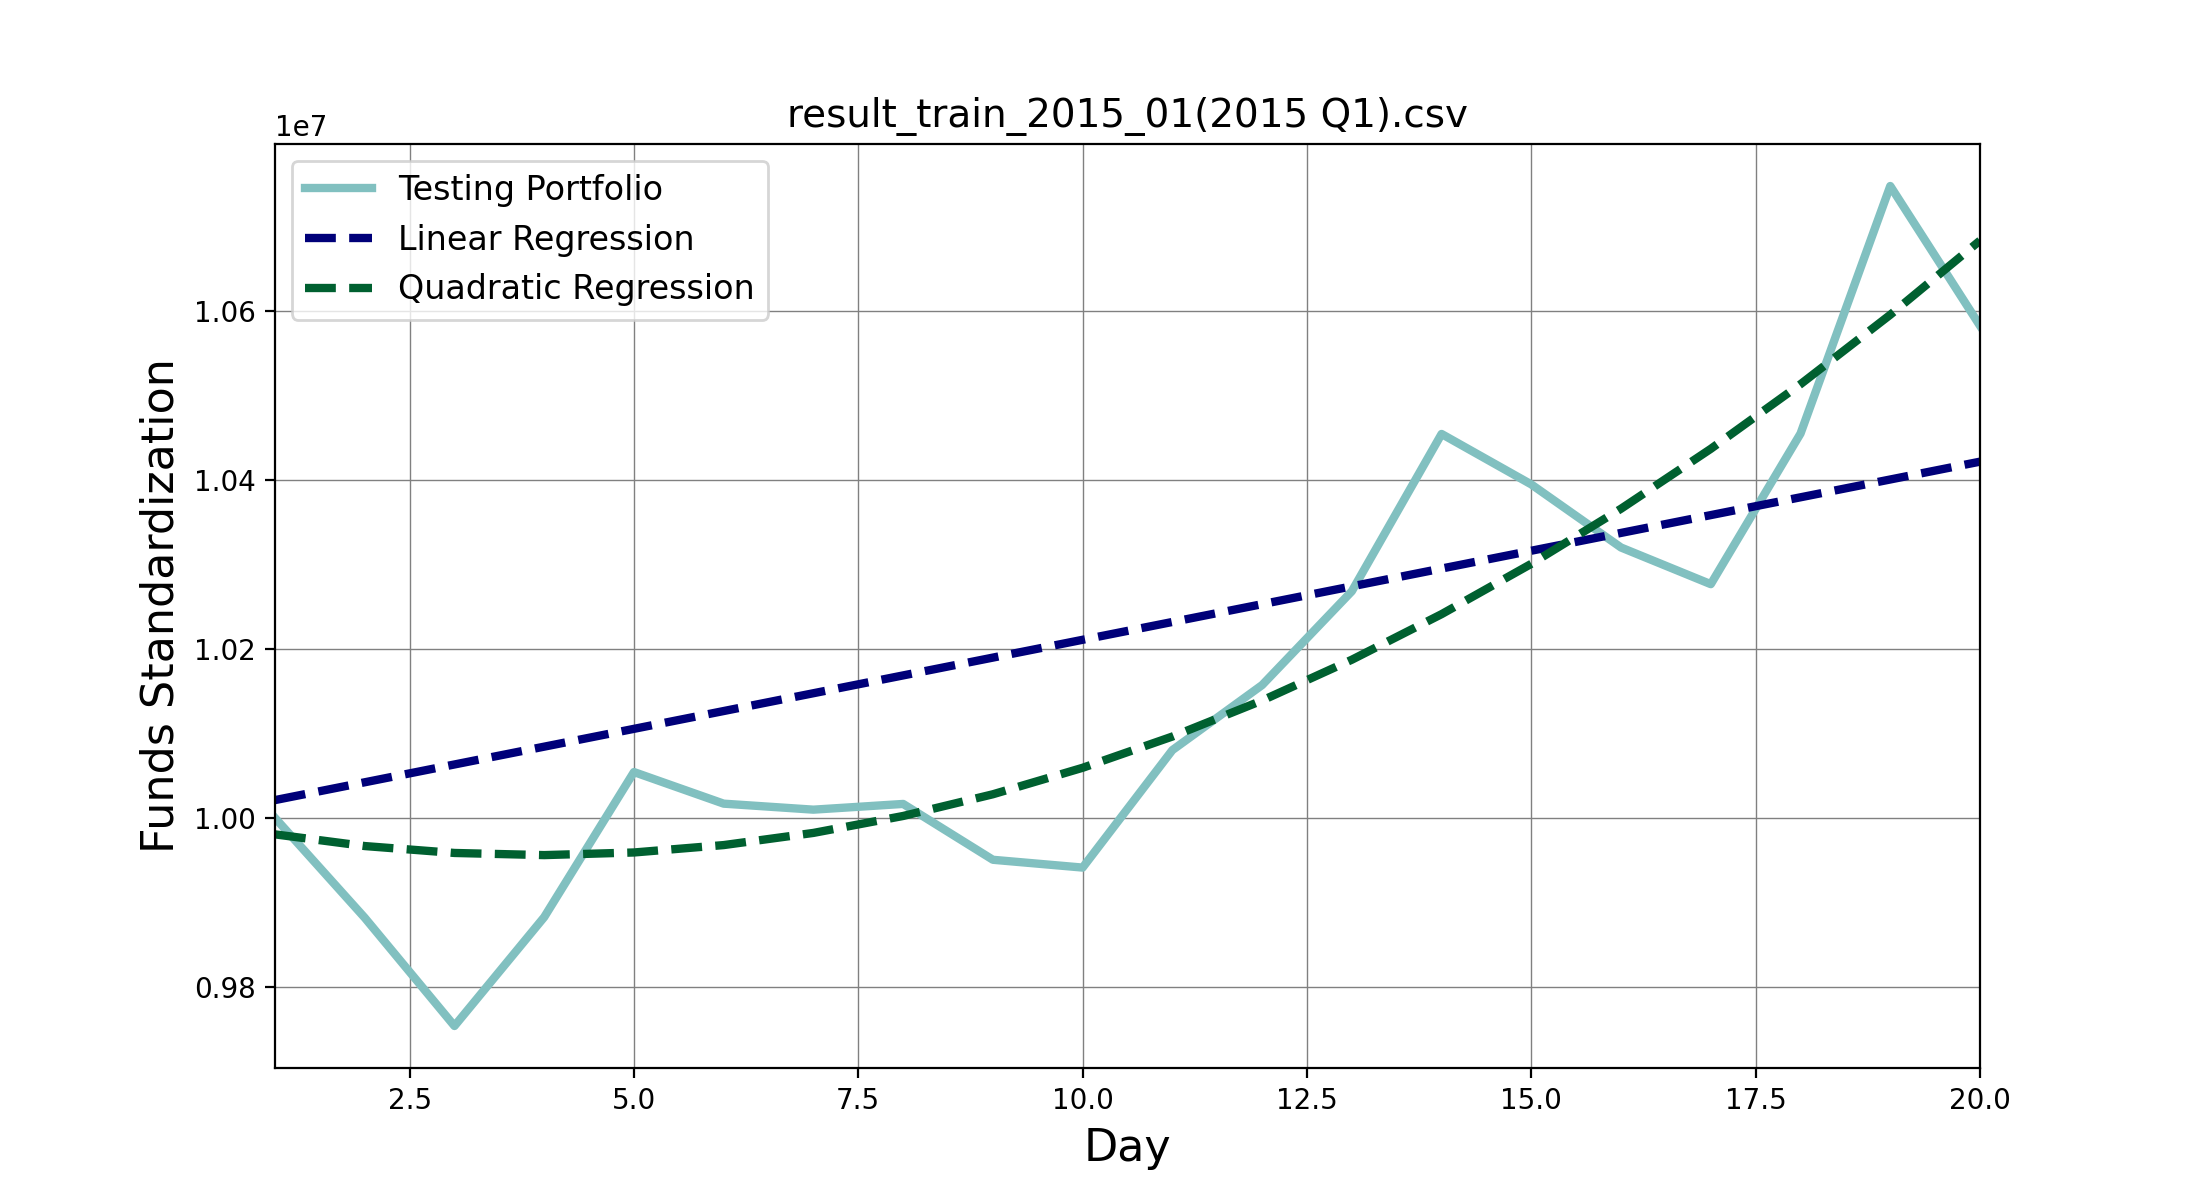 result_train_2015_01(2015 Q1).csv
1e7
Testing Portfolio
Linear Regression
Quadratic Regression
1.06
1.04
1.02
1.00
0.98
Funds Standardization
2.5 5.0 7.5 10.0 12.5 15.0 17.5 20.0
Day